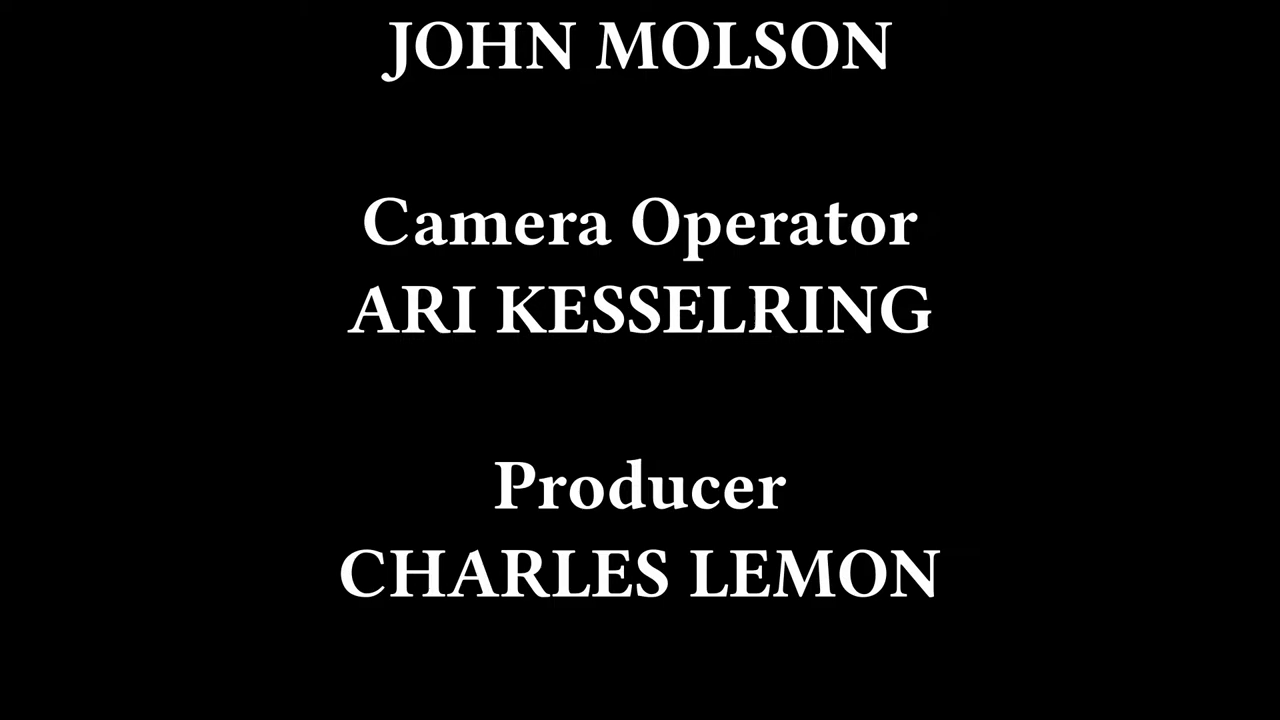 JOHN MOLSON
Camera Operator
ARI KESSELRING
Producer
CHARLES LEMON